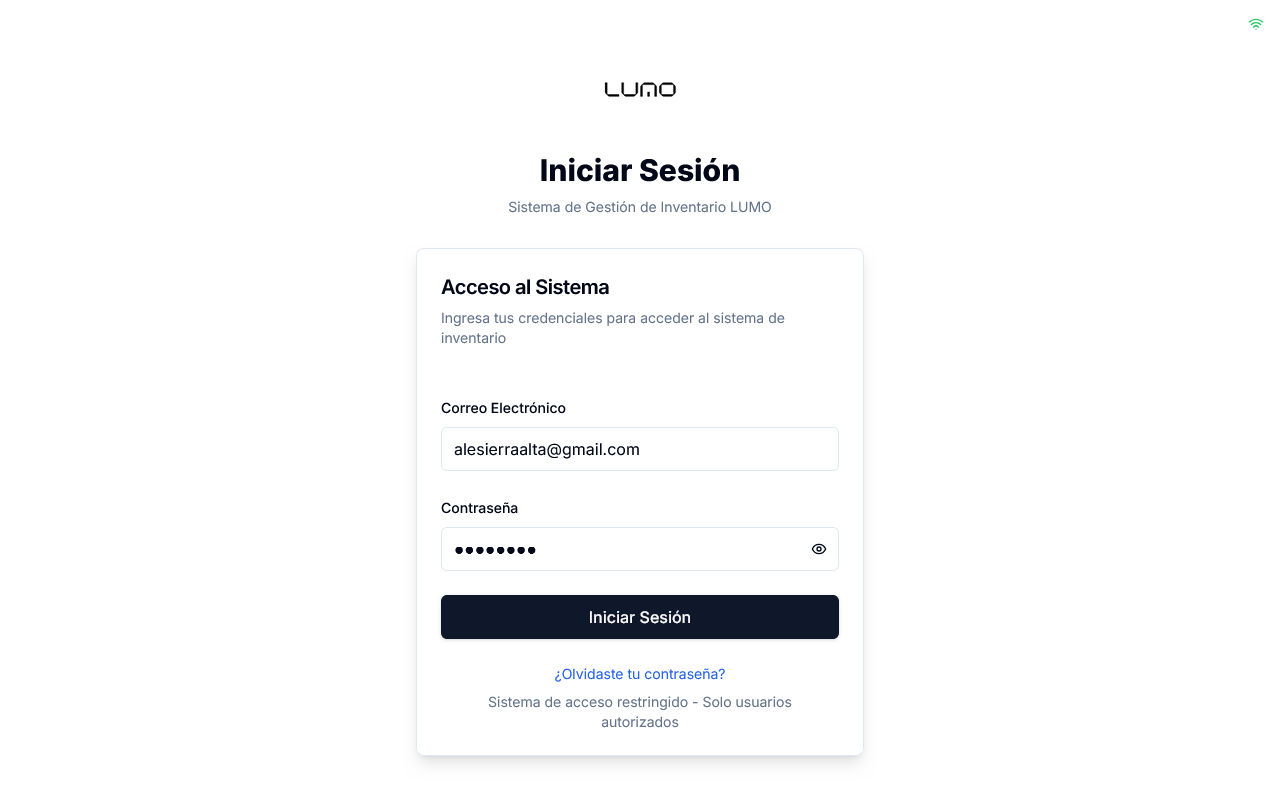 LUMO
Iniciar Sesión
Sistema de Gestión de Inventario LUMO
Acceso al Sistema
Ingresa tus credenciales para acceder al sistema de
inventario
Correo Electrónico
alesierraalta@gmail.com
Contraseña
●●●●●●●●
Iniciar Sesión
¿Olvidaste tu contraseña?
Sistema de acceso restringido - Solo usuarios
autorizados